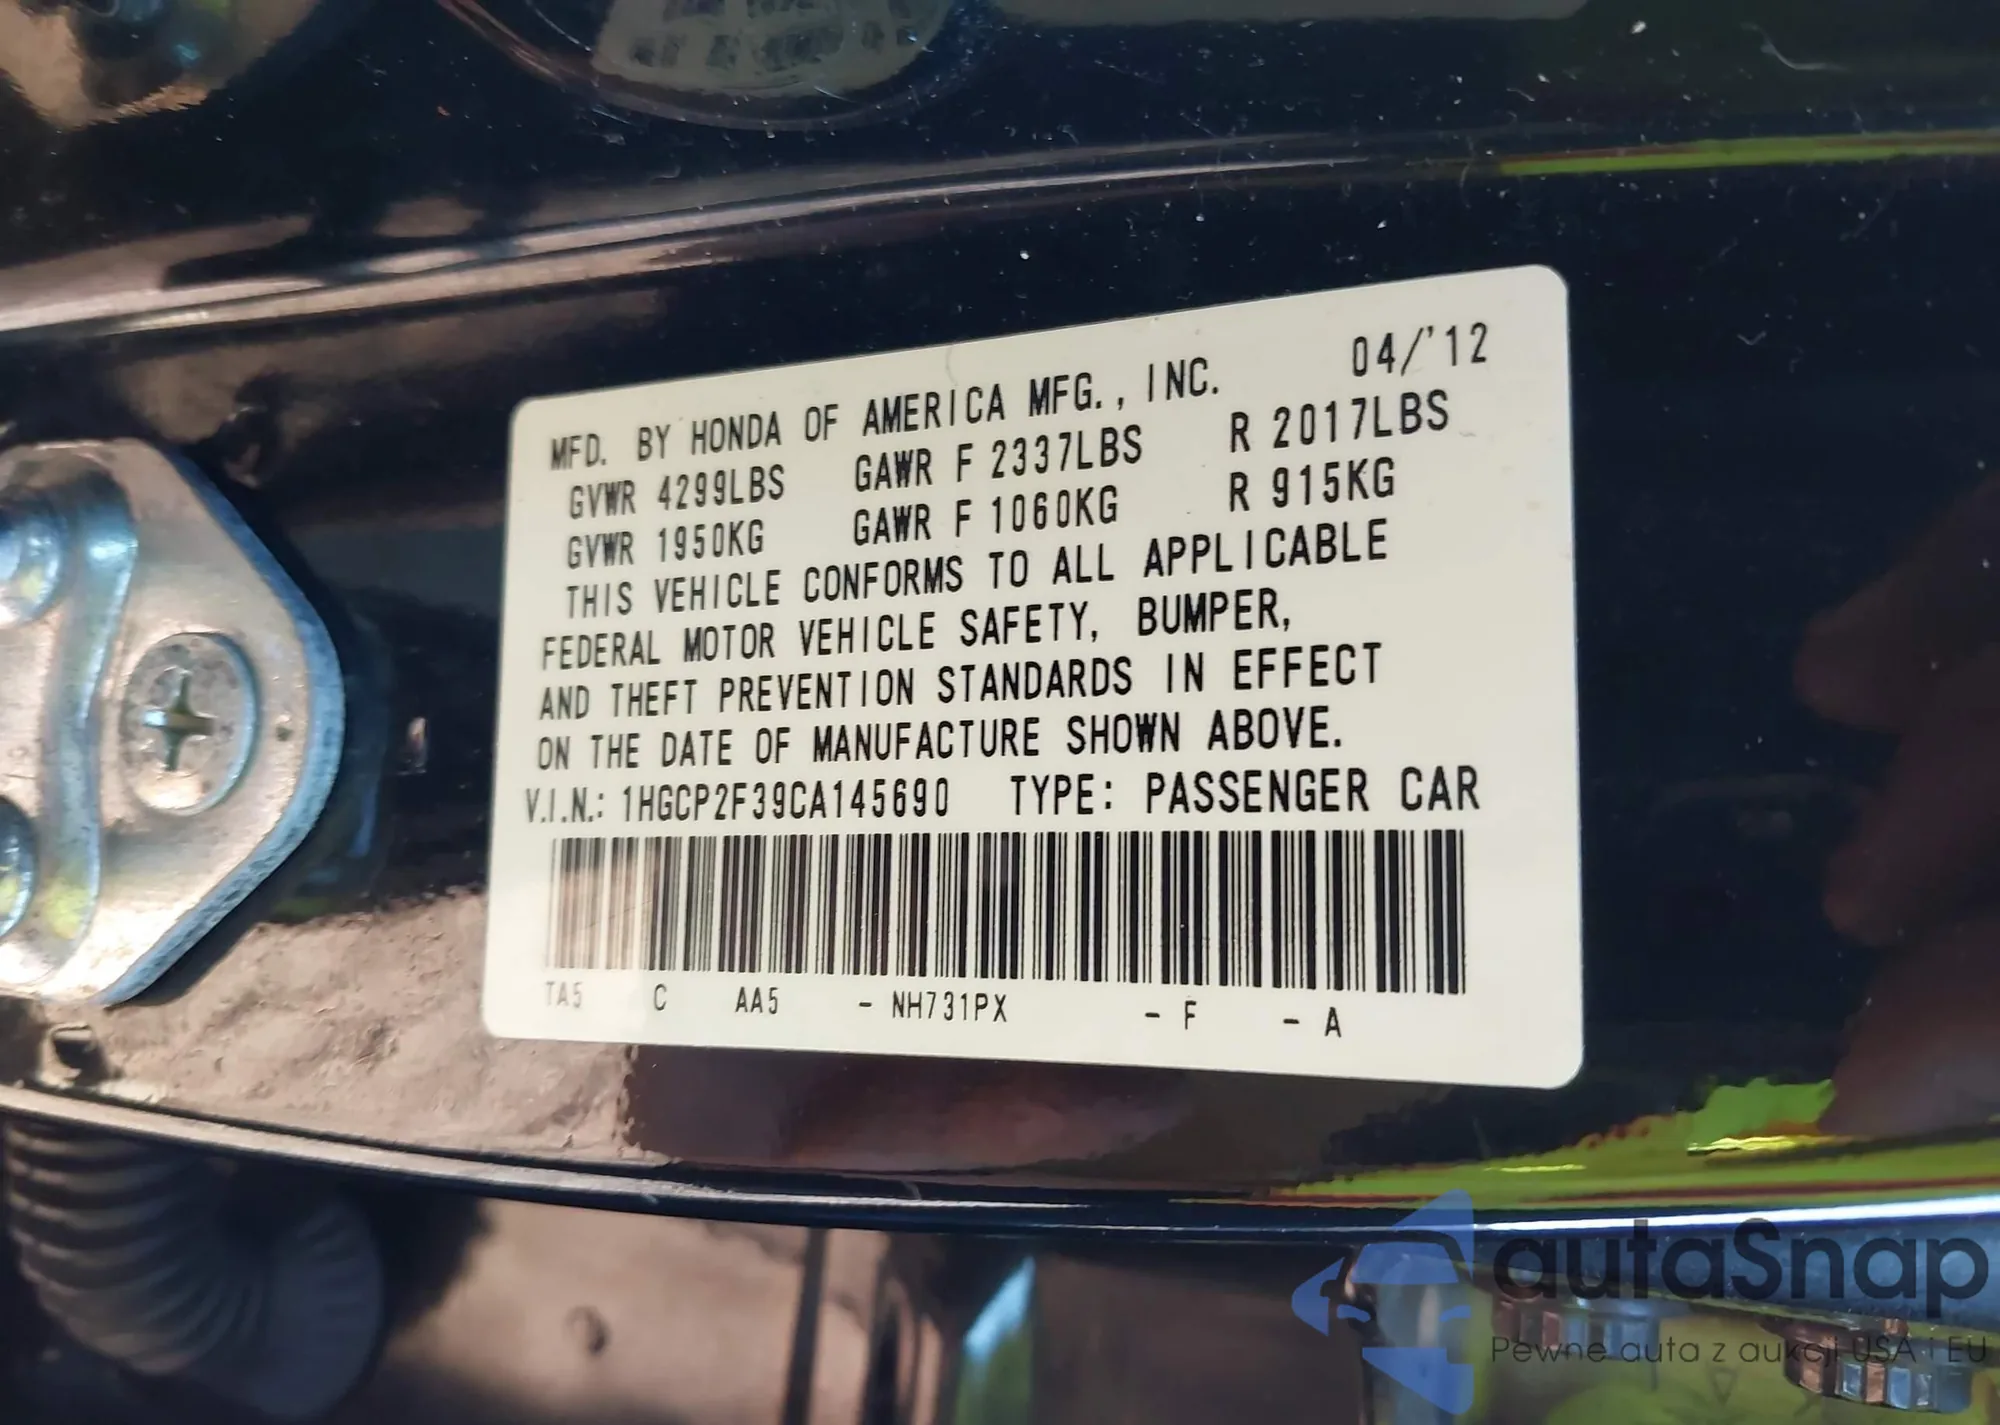 MFD. BY HONDA OF AMERICA MFG., INC. 04/'12
GVWR 4299LBS GAWR F 2337LBS R 2017LBS
GVWR 1950KG GAWR F 1060KG R 915KG
THIS VEHICLE CONFORMS TO ALL APPLICABLE
FEDERAL MOTOR VEHICLE SAFETY, BUMPER,
AND THEFT PREVENTION STANDARDS IN EFFECT
ON THE DATE OF MANUFACTURE SHOWN ABOVE.
V.I.N.: 1HGCP2F39CA145690 TYPE: PASSENGER CAR
TA5 C AA5 - NH731PX - F - A
autaSnap
Pewne auta z aukcji USA i EU